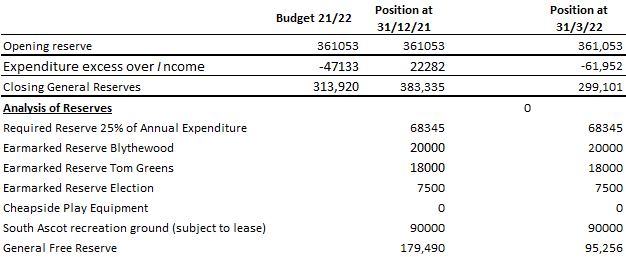 Budget 21/22 Position at 31/12/21 Position at 31/3/22
Opening reserve 361053 361053 361,053
Expenditure excess over Income -47133 22282 -61,952
Closing General Reserves 313,920 383,335 299,101
Analysis of Reserves 0
Required Reserve 25% of Annual Expenditure 68345 68345
Earmarked Reserve Blythewood 20000 20000
Earmarked Reserve Tom Greens 18000 18000
Earmarked Reserve Election 7500 7500
Cheapside Play Equipment 0 0
South Ascot recreation ground (subject to lease) 90000 90000
General Free Reserve 179,490 95,256